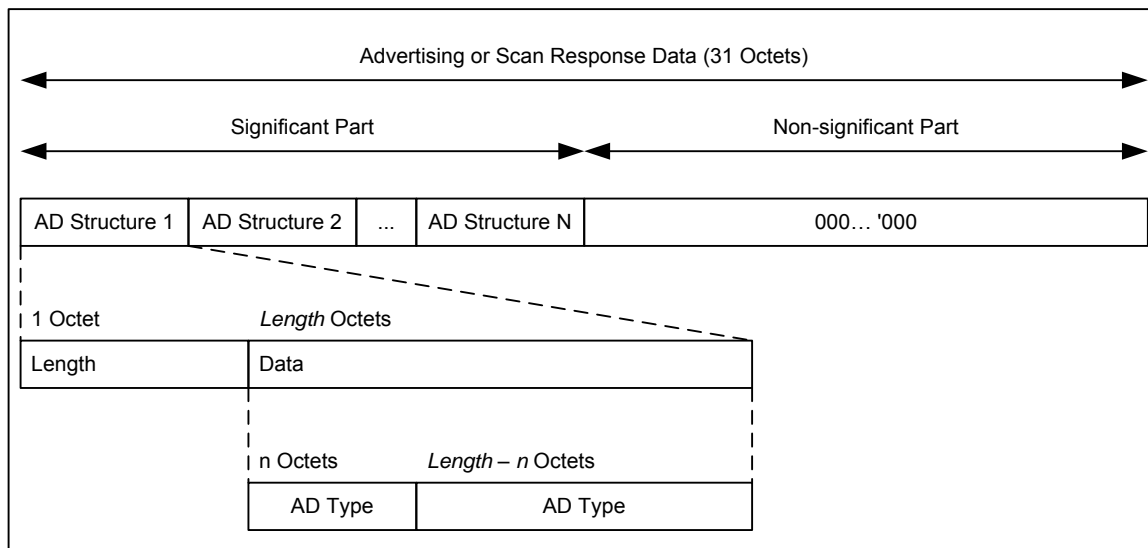 Advertising or Scan Response Data (31 Octets)
Significant Part Non-significant Part
AD Structure 1 AD Structure 2 ... AD Structure N 000... '000
1 Octet Length Octets
Length Data
n Octets Length – n Octets
AD Type AD Type